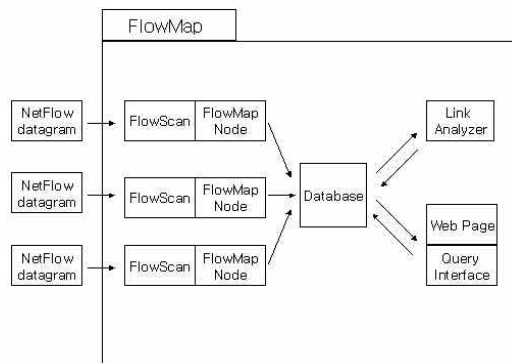 FlowMap
NetFlow
datagram
FlowScan
FlowMap
Node
NetFlow
datagram
FlowScan
FlowMap
Node
NetFlow
datagram
FlowScan
FlowMap
Node
Database
Link
Analyzer
Web Page
Query
Interface